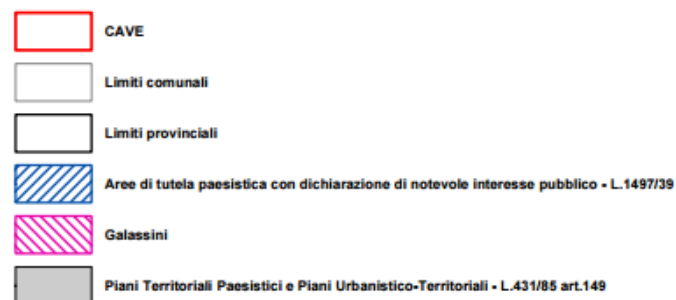 CAVE
Limiti comunali
Limiti provinciali
Aree di tutela paesistica con dichiarazione di notevole interesse pubblico - L.1497/39
Galassini
Piani Territoriali Paesistici e Piani Urbanistico-Territoriali - L.431/85 art.149